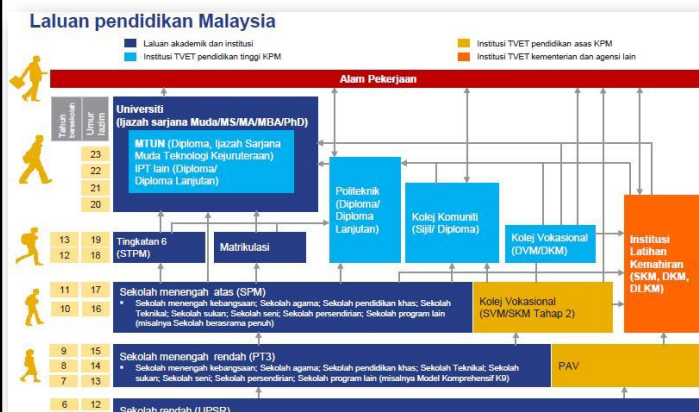 Laluan pendidikan Malaysia
Laluan akademik dan institusi
Institusi TVET pendidikan tinggi KPM
Institusi TVET pendidikan asas KPM
Institusi TVET kementerian dan agensi lain
Alam Pekerjaan
Tahun bersekolah
Umur lazim
Universiti
(Ijazah sarjana Muda/MS/MA/MBA/PhD)
MTUN (Diploma, Ijazah Sarjana
Muda Teknologi Kejuruteraan)
IPT lain (Diploma/
Diploma Lanjutan)
23
22
21
20
Politeknik
(Diploma/
Diploma
Lanjutan)
Kolej Komuniti
(Sijil/ Diploma)
Kolej Vokasional
(DVM/DKM)
Institusi
Latihan
Kemahiran
(SKM, DKM,
DLKM)
13 19
12 18
Tingkatan 6
(STPM)
Matrikulasi
11 17
10 16
Sekolah menengah atas (SPM)
• Sekolah menengah kebangsaan; Sekolah agama; Sekolah pendidikan khas; Sekolah
Teknikal; Sekolah sukan; Sekolah seni; Sekolah persendirian; Sekolah program lain
(misalnya Sekolah berasrama penuh)
Kolej Vokasional
(SVM/SKM Tahap 2)
9 15
8 14
7 13
Sekolah menengah rendah (PT3)
• Sekolah menengah kebangsaan; Sekolah agama; Sekolah pendidikan khas; Sekolah Teknikal; Sekolah
sukan; Sekolah seni; Sekolah persendirian; Sekolah program lain (misalnya Model Komprehensif K9)
PAV
6 12
Sekolah rendah (UPSR)